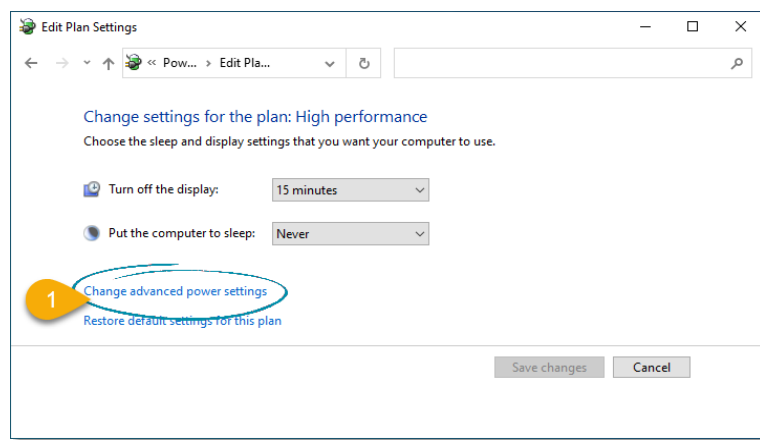 Edit Plan Settings
« Pow... › Edit Pla...
Change settings for the plan: High performance
Choose the sleep and display settings that you want your computer to use.
Turn off the display: 15 minutes
Put the computer to sleep: Never
Change advanced power settings
1
Restore default settings for this plan
Save changes Cancel